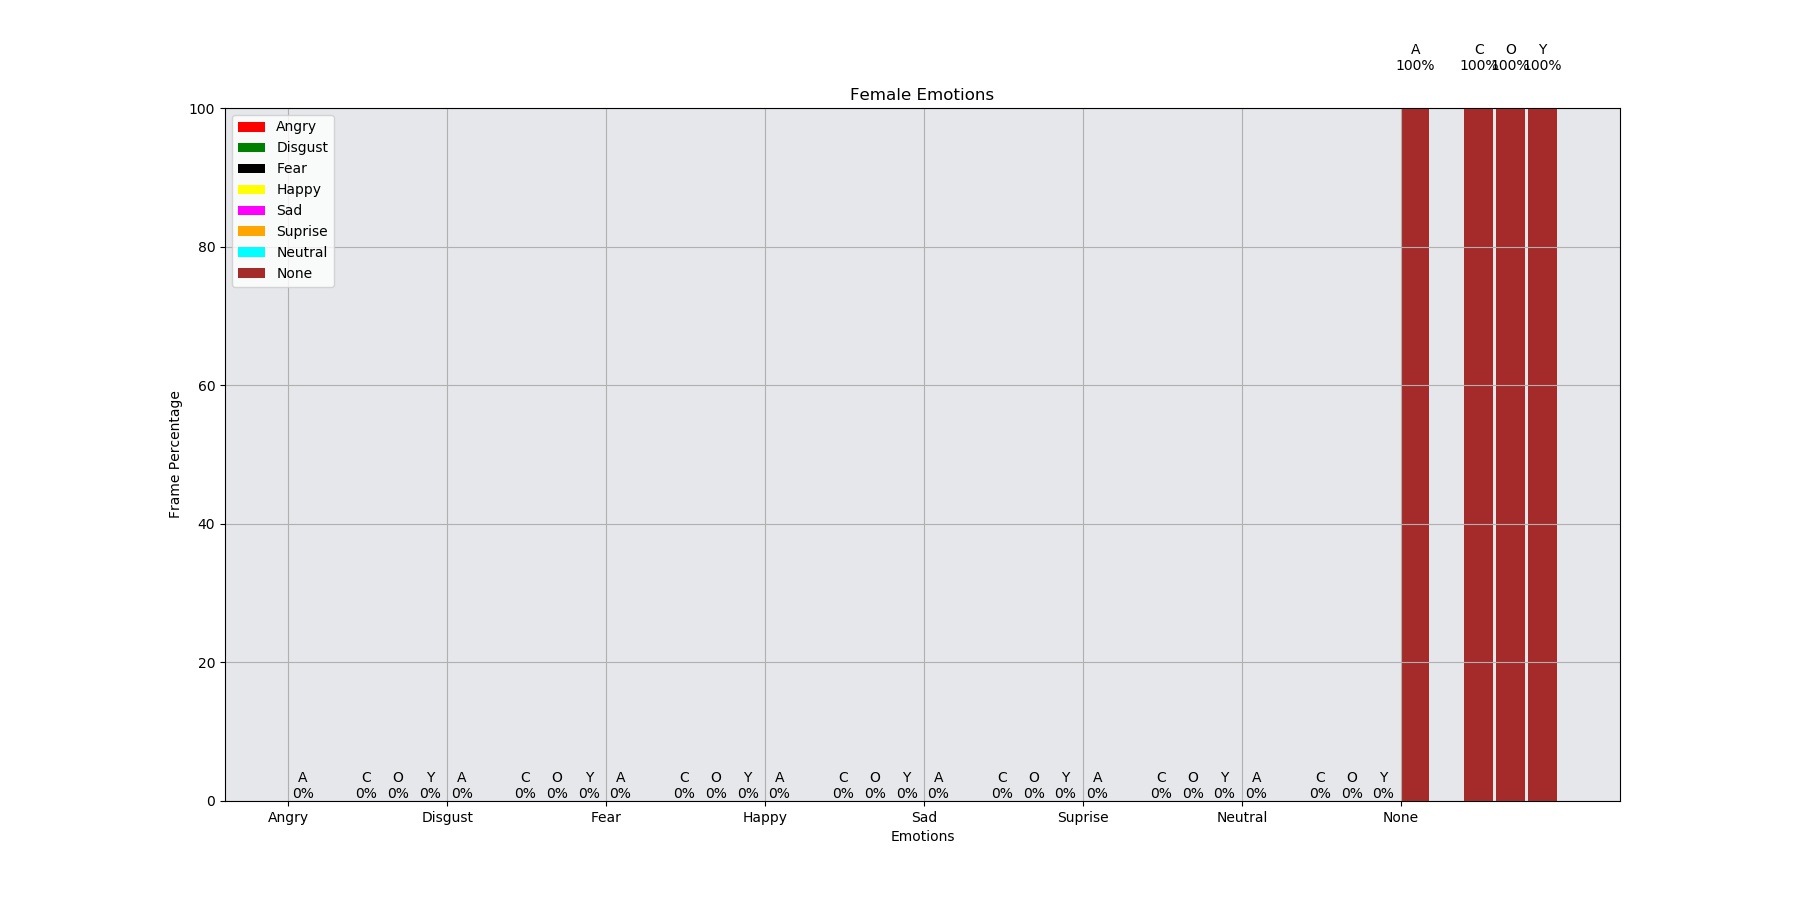 A C O Y
100% 100% 100% 100%
Female Emotions
100
80
60
40
20
0
Frame Percentage
Angry
Disgust
Fear
Happy
Sad
Suprise
Neutral
None
A C O Y A C O Y A C O Y A C O Y A C O Y A C O Y A C O Y
0% 0% 0% 0% 0% 0% 0% 0% 0% 0% 0% 0% 0% 0% 0% 0% 0% 0% 0% 0% 0% 0% 0% 0% 0% 0% 0% 0%
Angry Disgust Fear Happy Sad Suprise Neutral None
Emotions